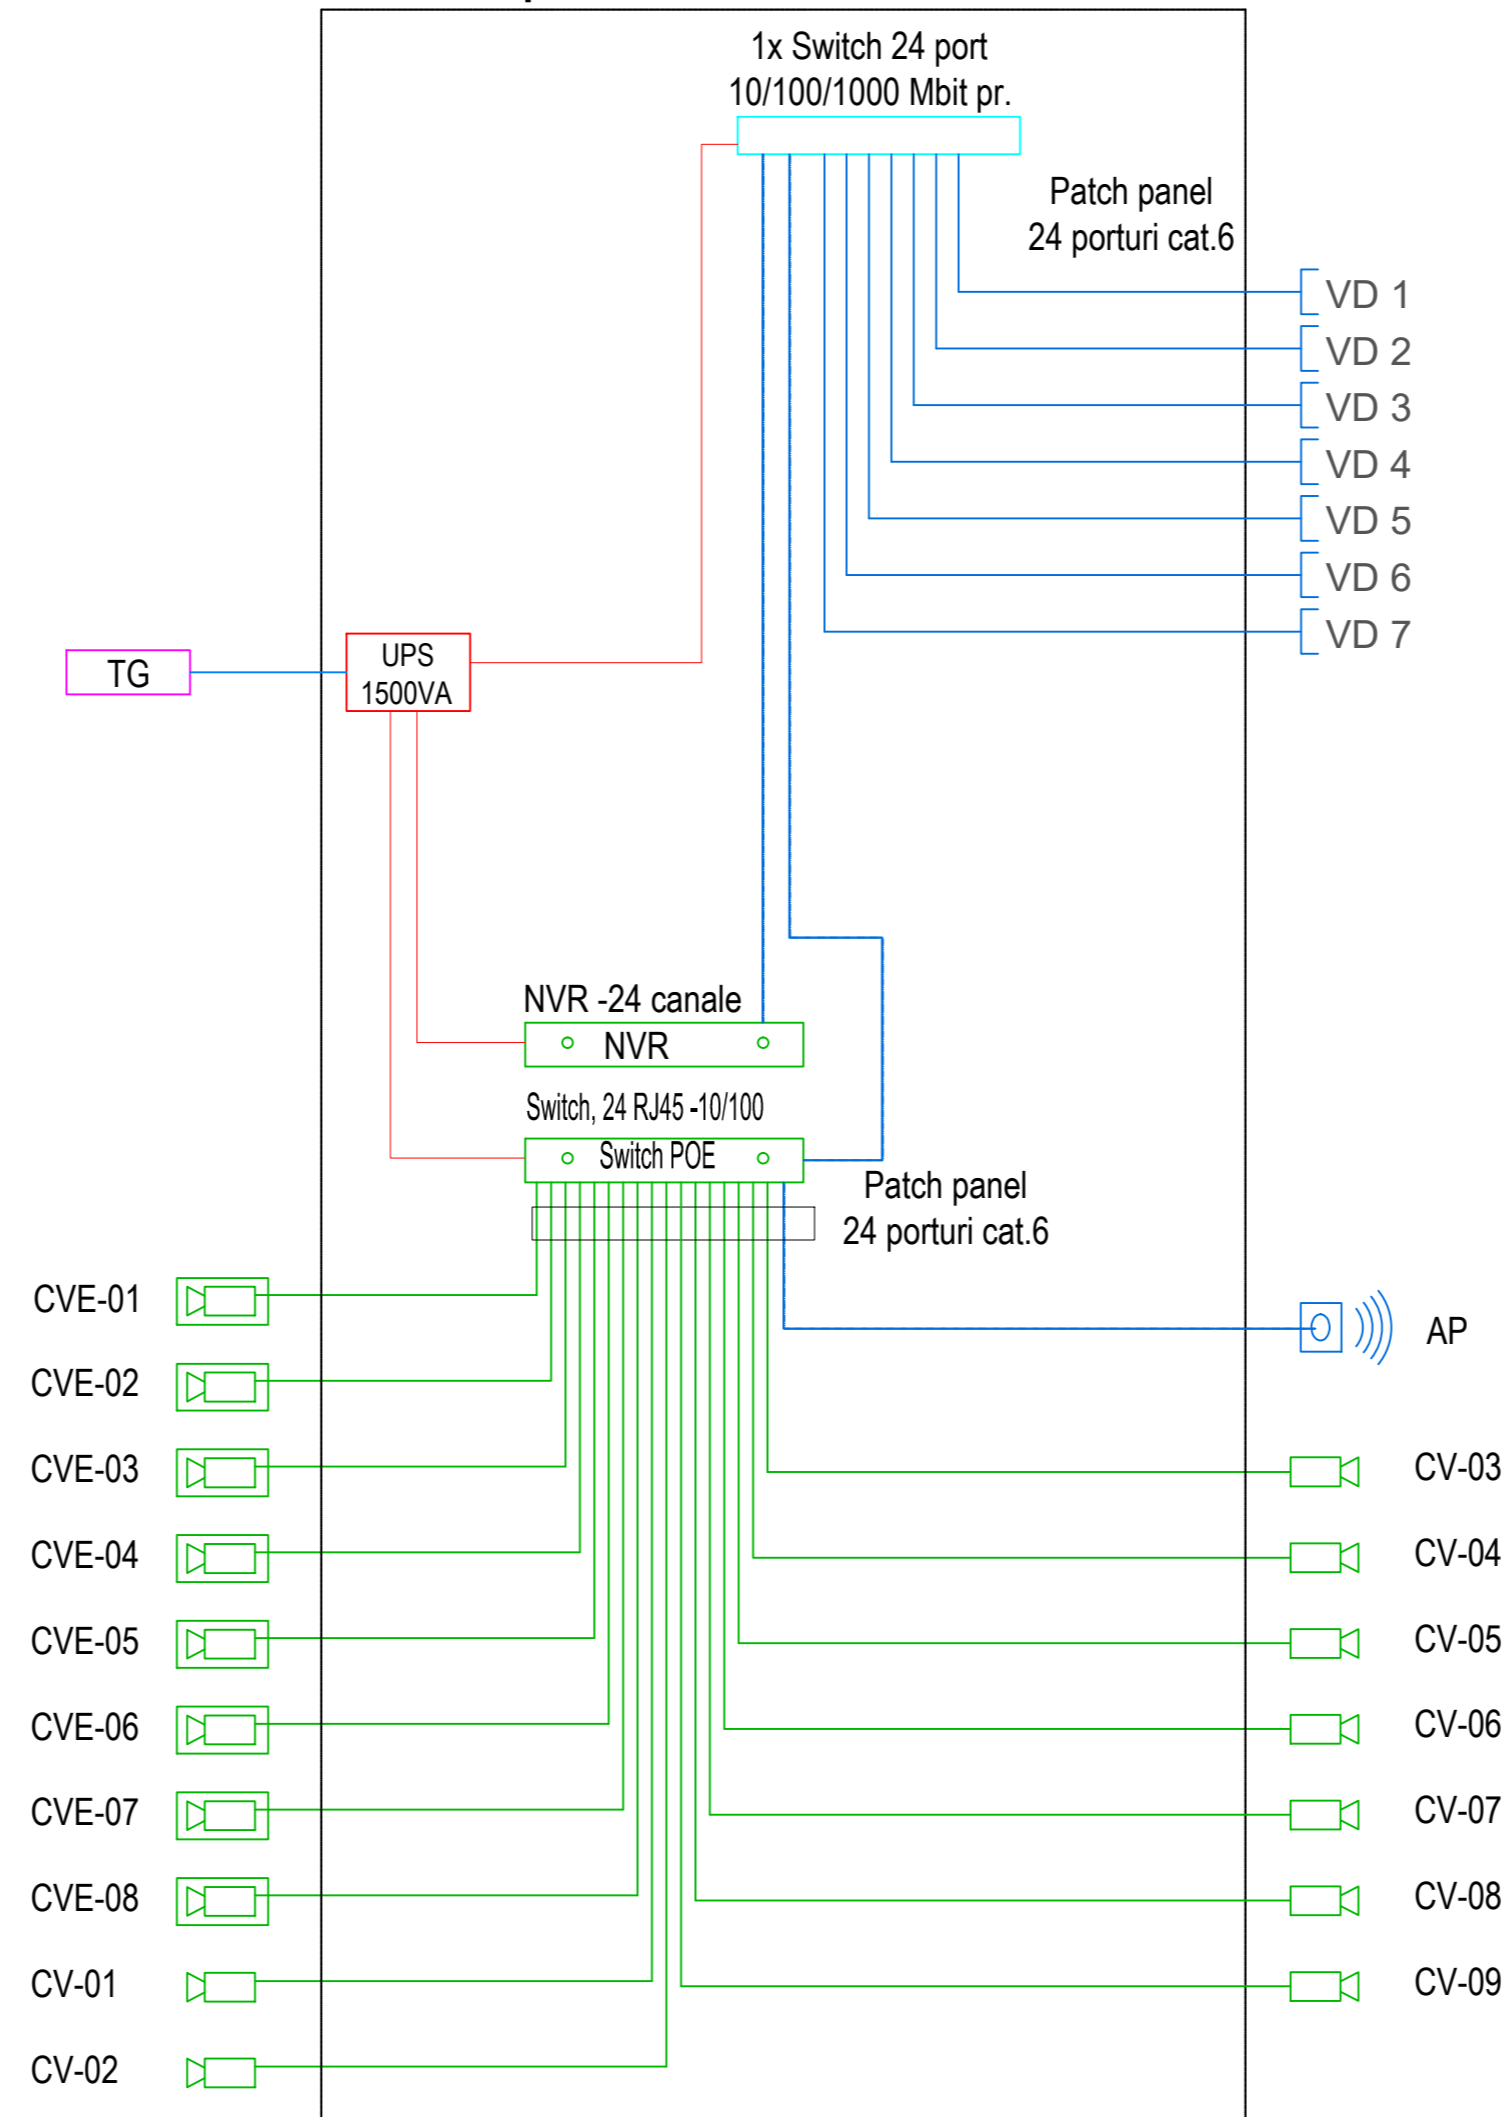 1x Switch 24 port
10/100/1000 Mbit pr.
Patch panel
24 porturi cat.6
VD 1
VD 2
VD 3
VD 4
VD 5
VD 6
VD 7
TG
UPS
1500VA
NVR -24 canale
NVR
Switch, 24 RJ45 -10/100
Switch POE
Patch panel
24 porturi cat.6
CVE-01
AP
CVE-02
CVE-03
CV-03
CVE-04
CV-04
CVE-05
CV-05
CVE-06
CV-06
CVE-07
CV-07
CVE-08
CV-08
CV-01
CV-09
CV-02